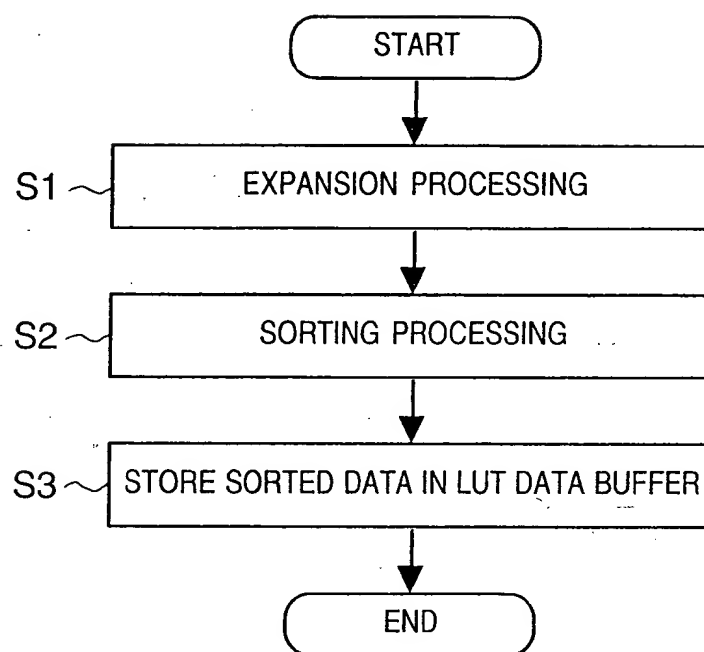 START
S1 EXPANSION PROCESSING
S2 SORTING PROCESSING
S3 STORE SORTED DATA IN LUT DATA BUFFER
END